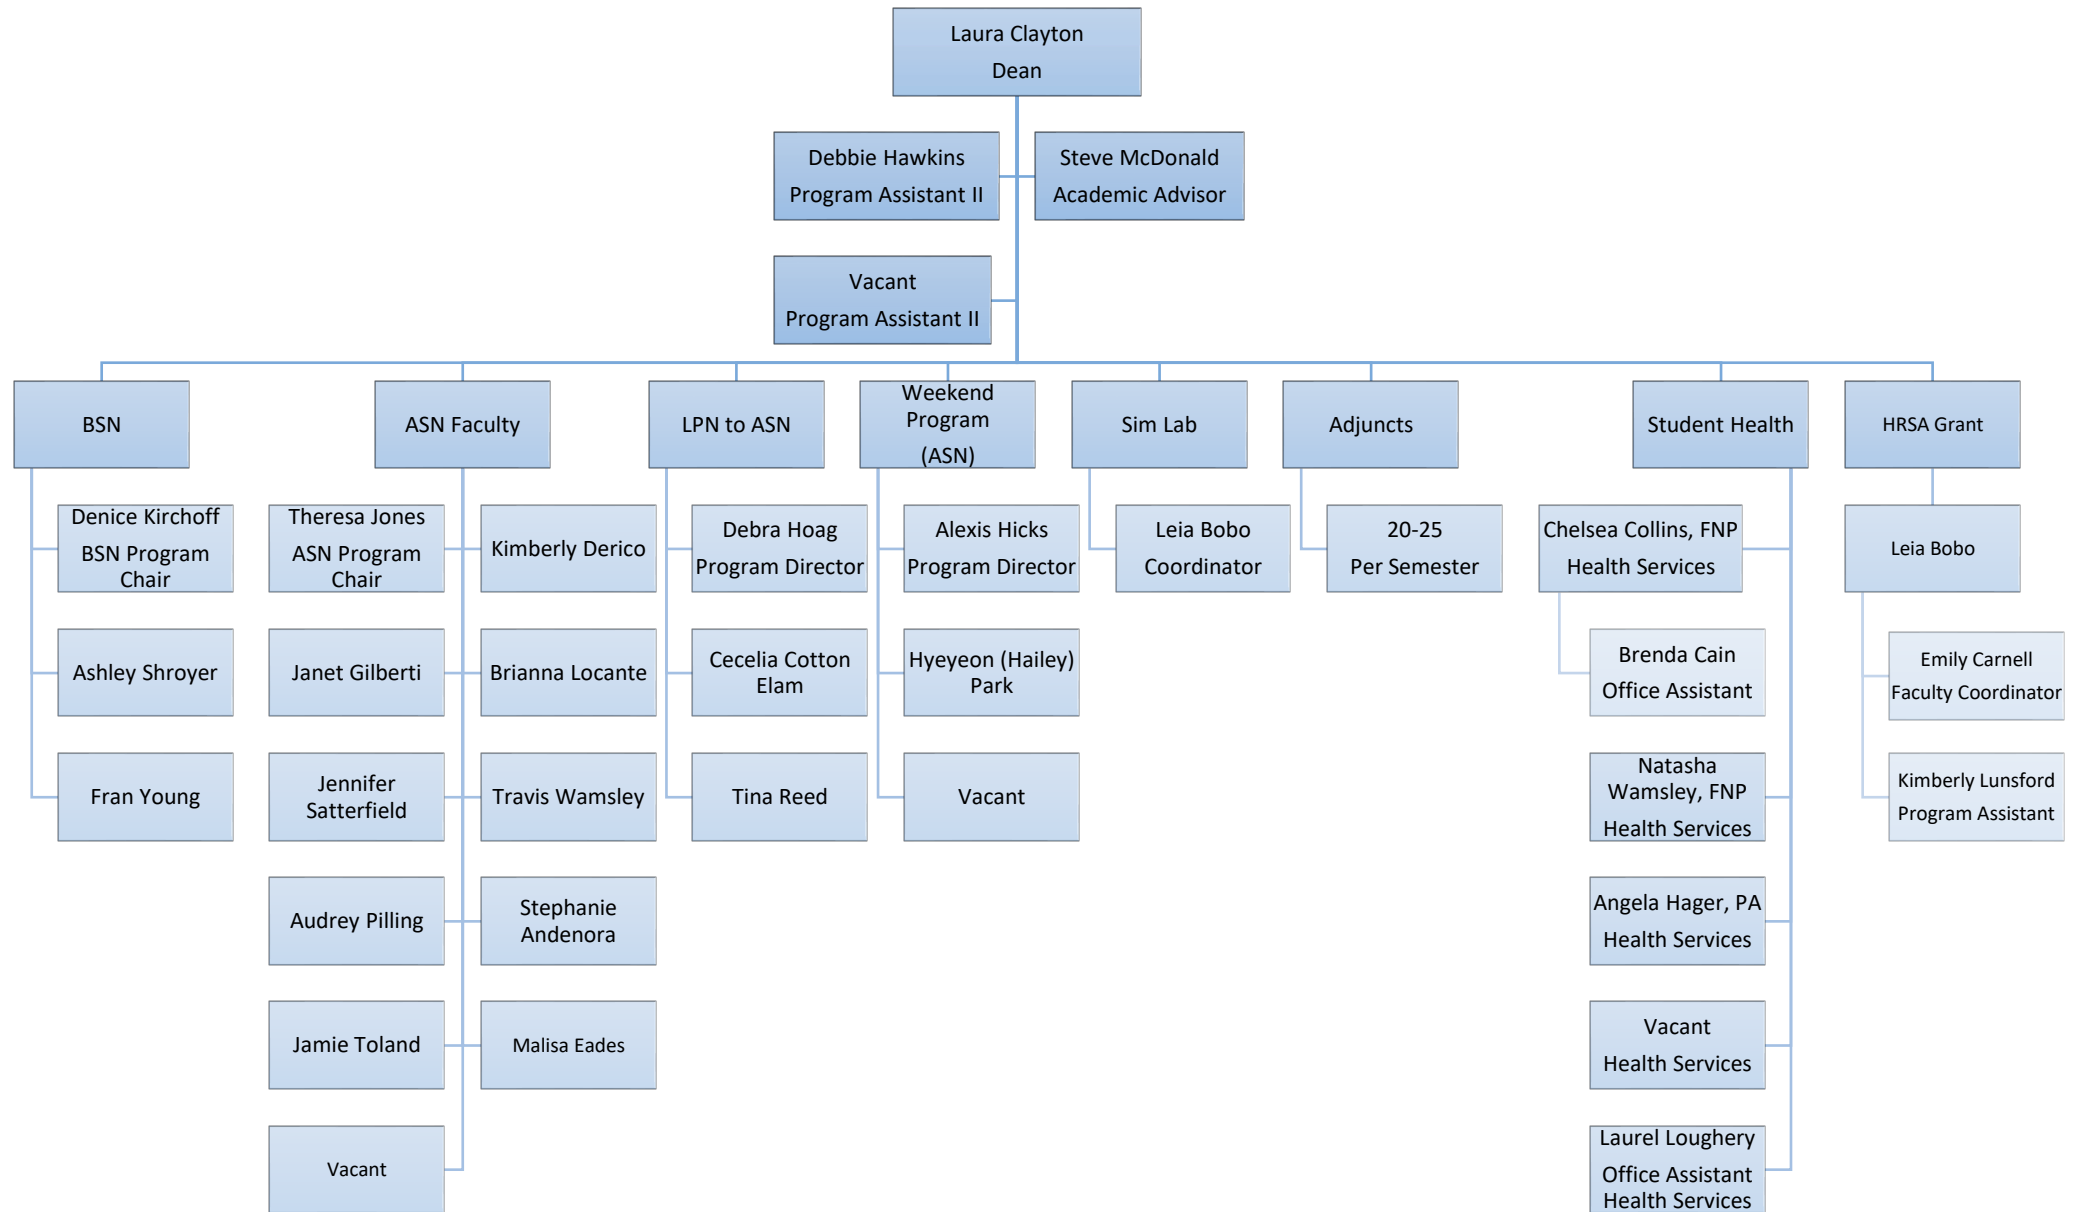 Laura Clayton
Dean
Debbie Hawkins
Program Assistant II
Steve McDonald
Academic Advisor
Vacant
Program Assistant II
BSN
ASN Faculty
LPN to ASN
Weekend
Program
(ASN)
Sim Lab
Adjuncts
Student Health
HRSA Grant
Denice Kirchoff
BSN Program
Chair
Ashley Shroyer
Fran Young
Theresa Jones
ASN Program
Chair
Kimberly Derico
Janet Gilberti
Brianna Locante
Jennifer
Satterfield
Travis Wamsley
Audrey Pilling
Stephanie
Andenora
Jamie Toland
Malisa Eades
Vacant
Debra Hoag
Program Director
Cecelia Cotton
Elam
Tina Reed
Alexis Hicks
Program Director
Hyeyeon (Hailey)
Park
Vacant
Leia Bobo
Coordinator
20-25
Per Semester
Chelsea Collins, FNP
Health Services
Brenda Cain
Office Assistant
Natasha
Wamsley, FNP
Health Services
Angela Hager, PA
Health Services
Vacant
Health Services
Laurel Loughery
Office Assistant
Health Services
Leia Bobo
Emily Carnell
Faculty Coordinator
Kimberly Lunsford
Program Assistant